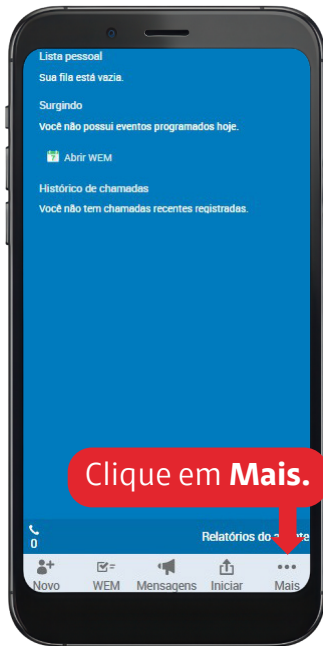 Lista pessoal
Sua fila está vazia.
Surgindo
Você não possui eventos programados hoje.
7 Abrir WEM
Histórico de chamadas
Você não tem chamadas recentes registradas.
Clique em Mais.
0
Relatórios do
Novo WEM Mensagens Iniciar Mais